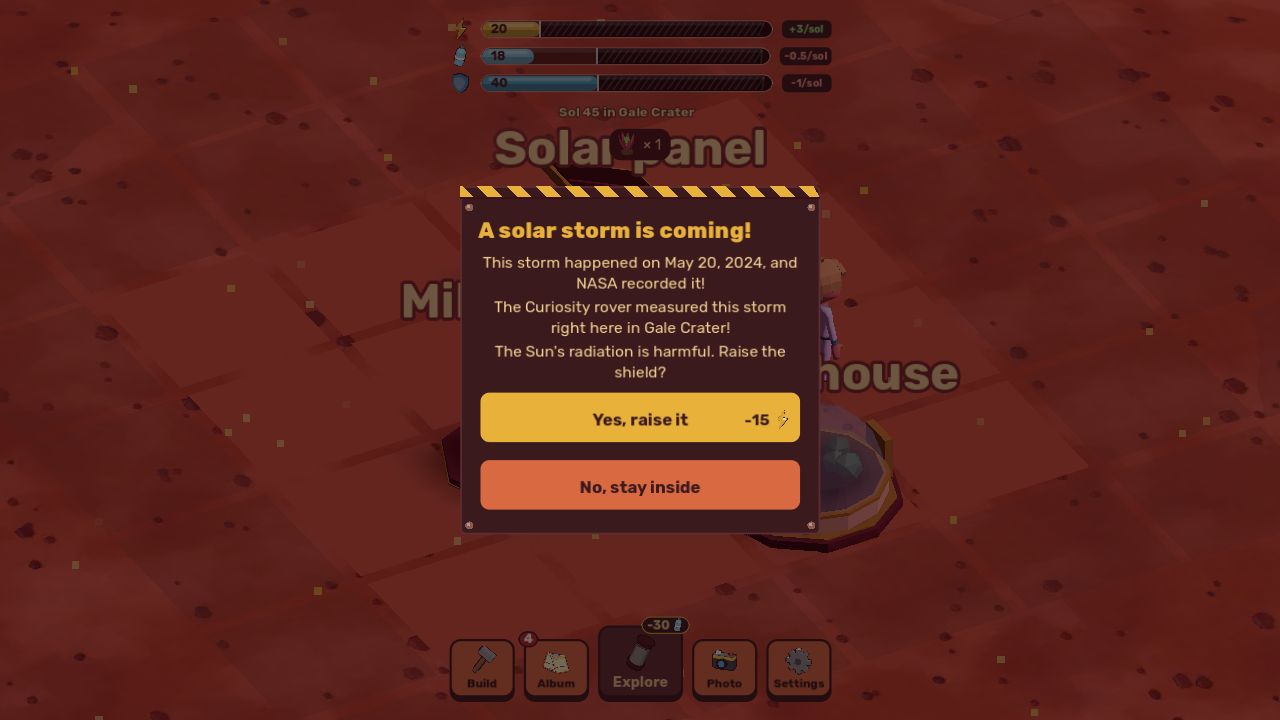 20
+3/sol
18
-0.5/sol
40
-1/sol
Sol 45 in Gale Crater
Solar panel
× 1
A solar storm is coming!
This storm happened on May 20, 2024, and
NASA recorded it!
The Curiosity rover measured this storm
right here in Gale Crater!
The Sun's radiation is harmful. Raise the
shield?
Yes, raise it -15
No, stay inside
-30
4
Build
Album
Explore
Photo
Settings